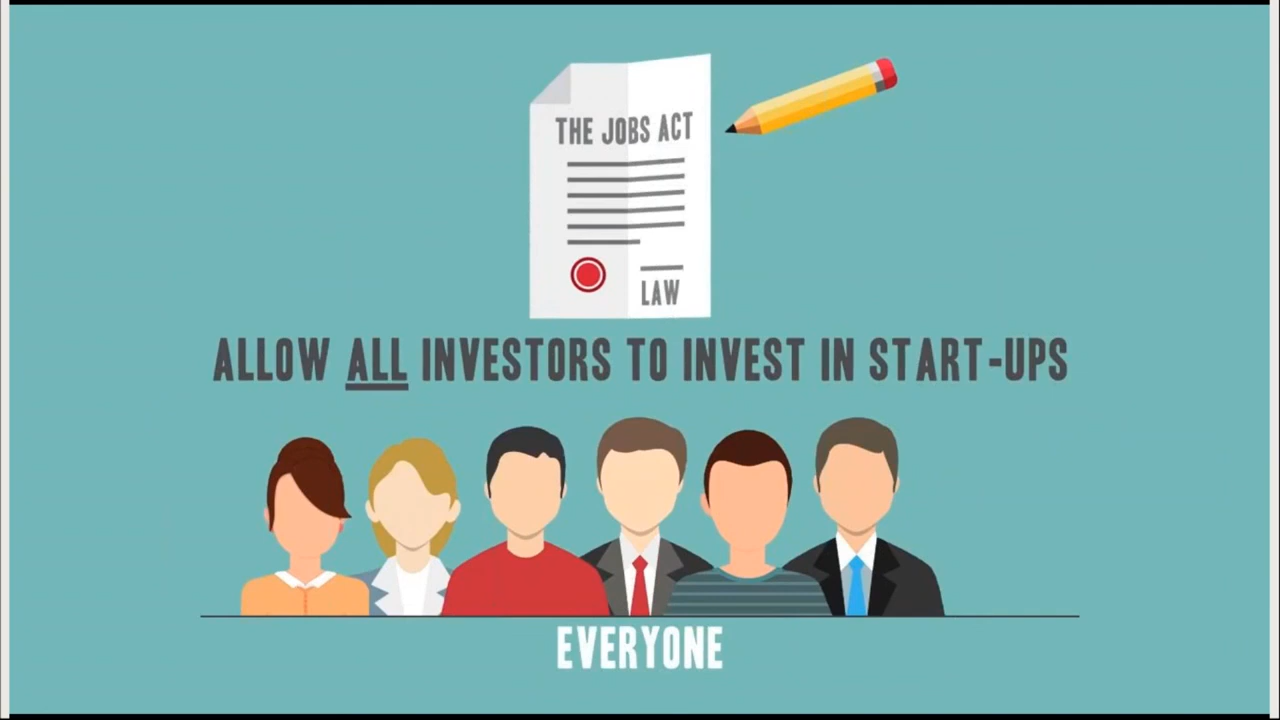 THE JOBS ACT
LAW
ALLOW ALL INVESTORS TO INVEST IN START-UPS
EVERYONE